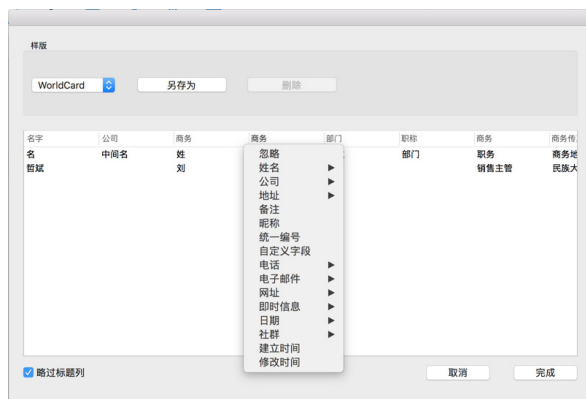 样版
WorldCard 另存为 删除
名字 公司 商务 商务 部门 职称 商务 商务传
名 中间名 姓 部门 职务 商务地
哲斌 刘 销售主管 民族大
忽略
姓名
公司
地址
备注
昵称
统一编号
自定义字段
电话
电子邮件
网址
即时信息
日期
社群
建立时间
修改时间
略过标题列 取消 完成